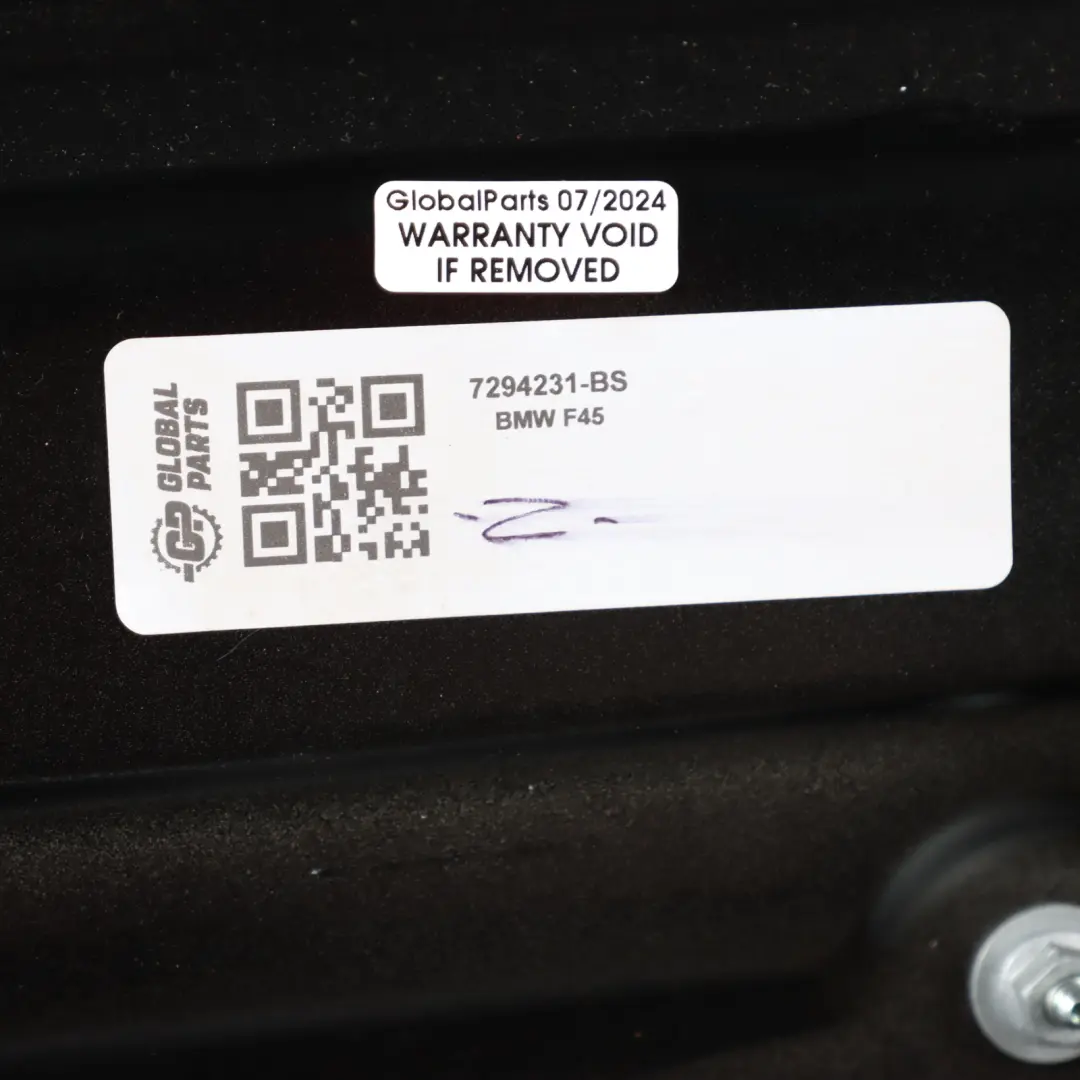 GlobalParts 07/2024
WARRANTY VOID
IF REMOVED
GLOBAL
PARTS
7294231-BS
BMW F45